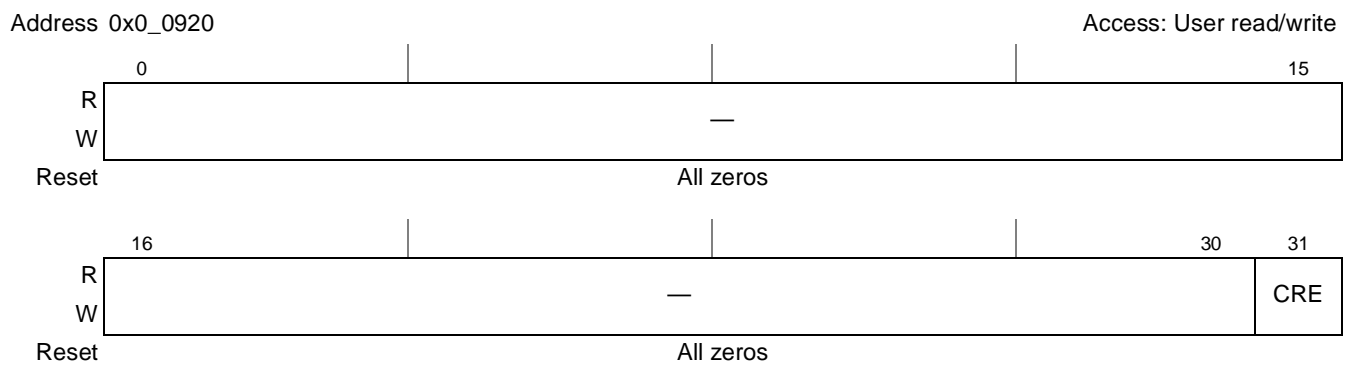 Address 0x0_0920 Access: User read/write
0 15
R
—
W
Reset All zeros
16 30 31
R
— CRE
W
Reset All zeros